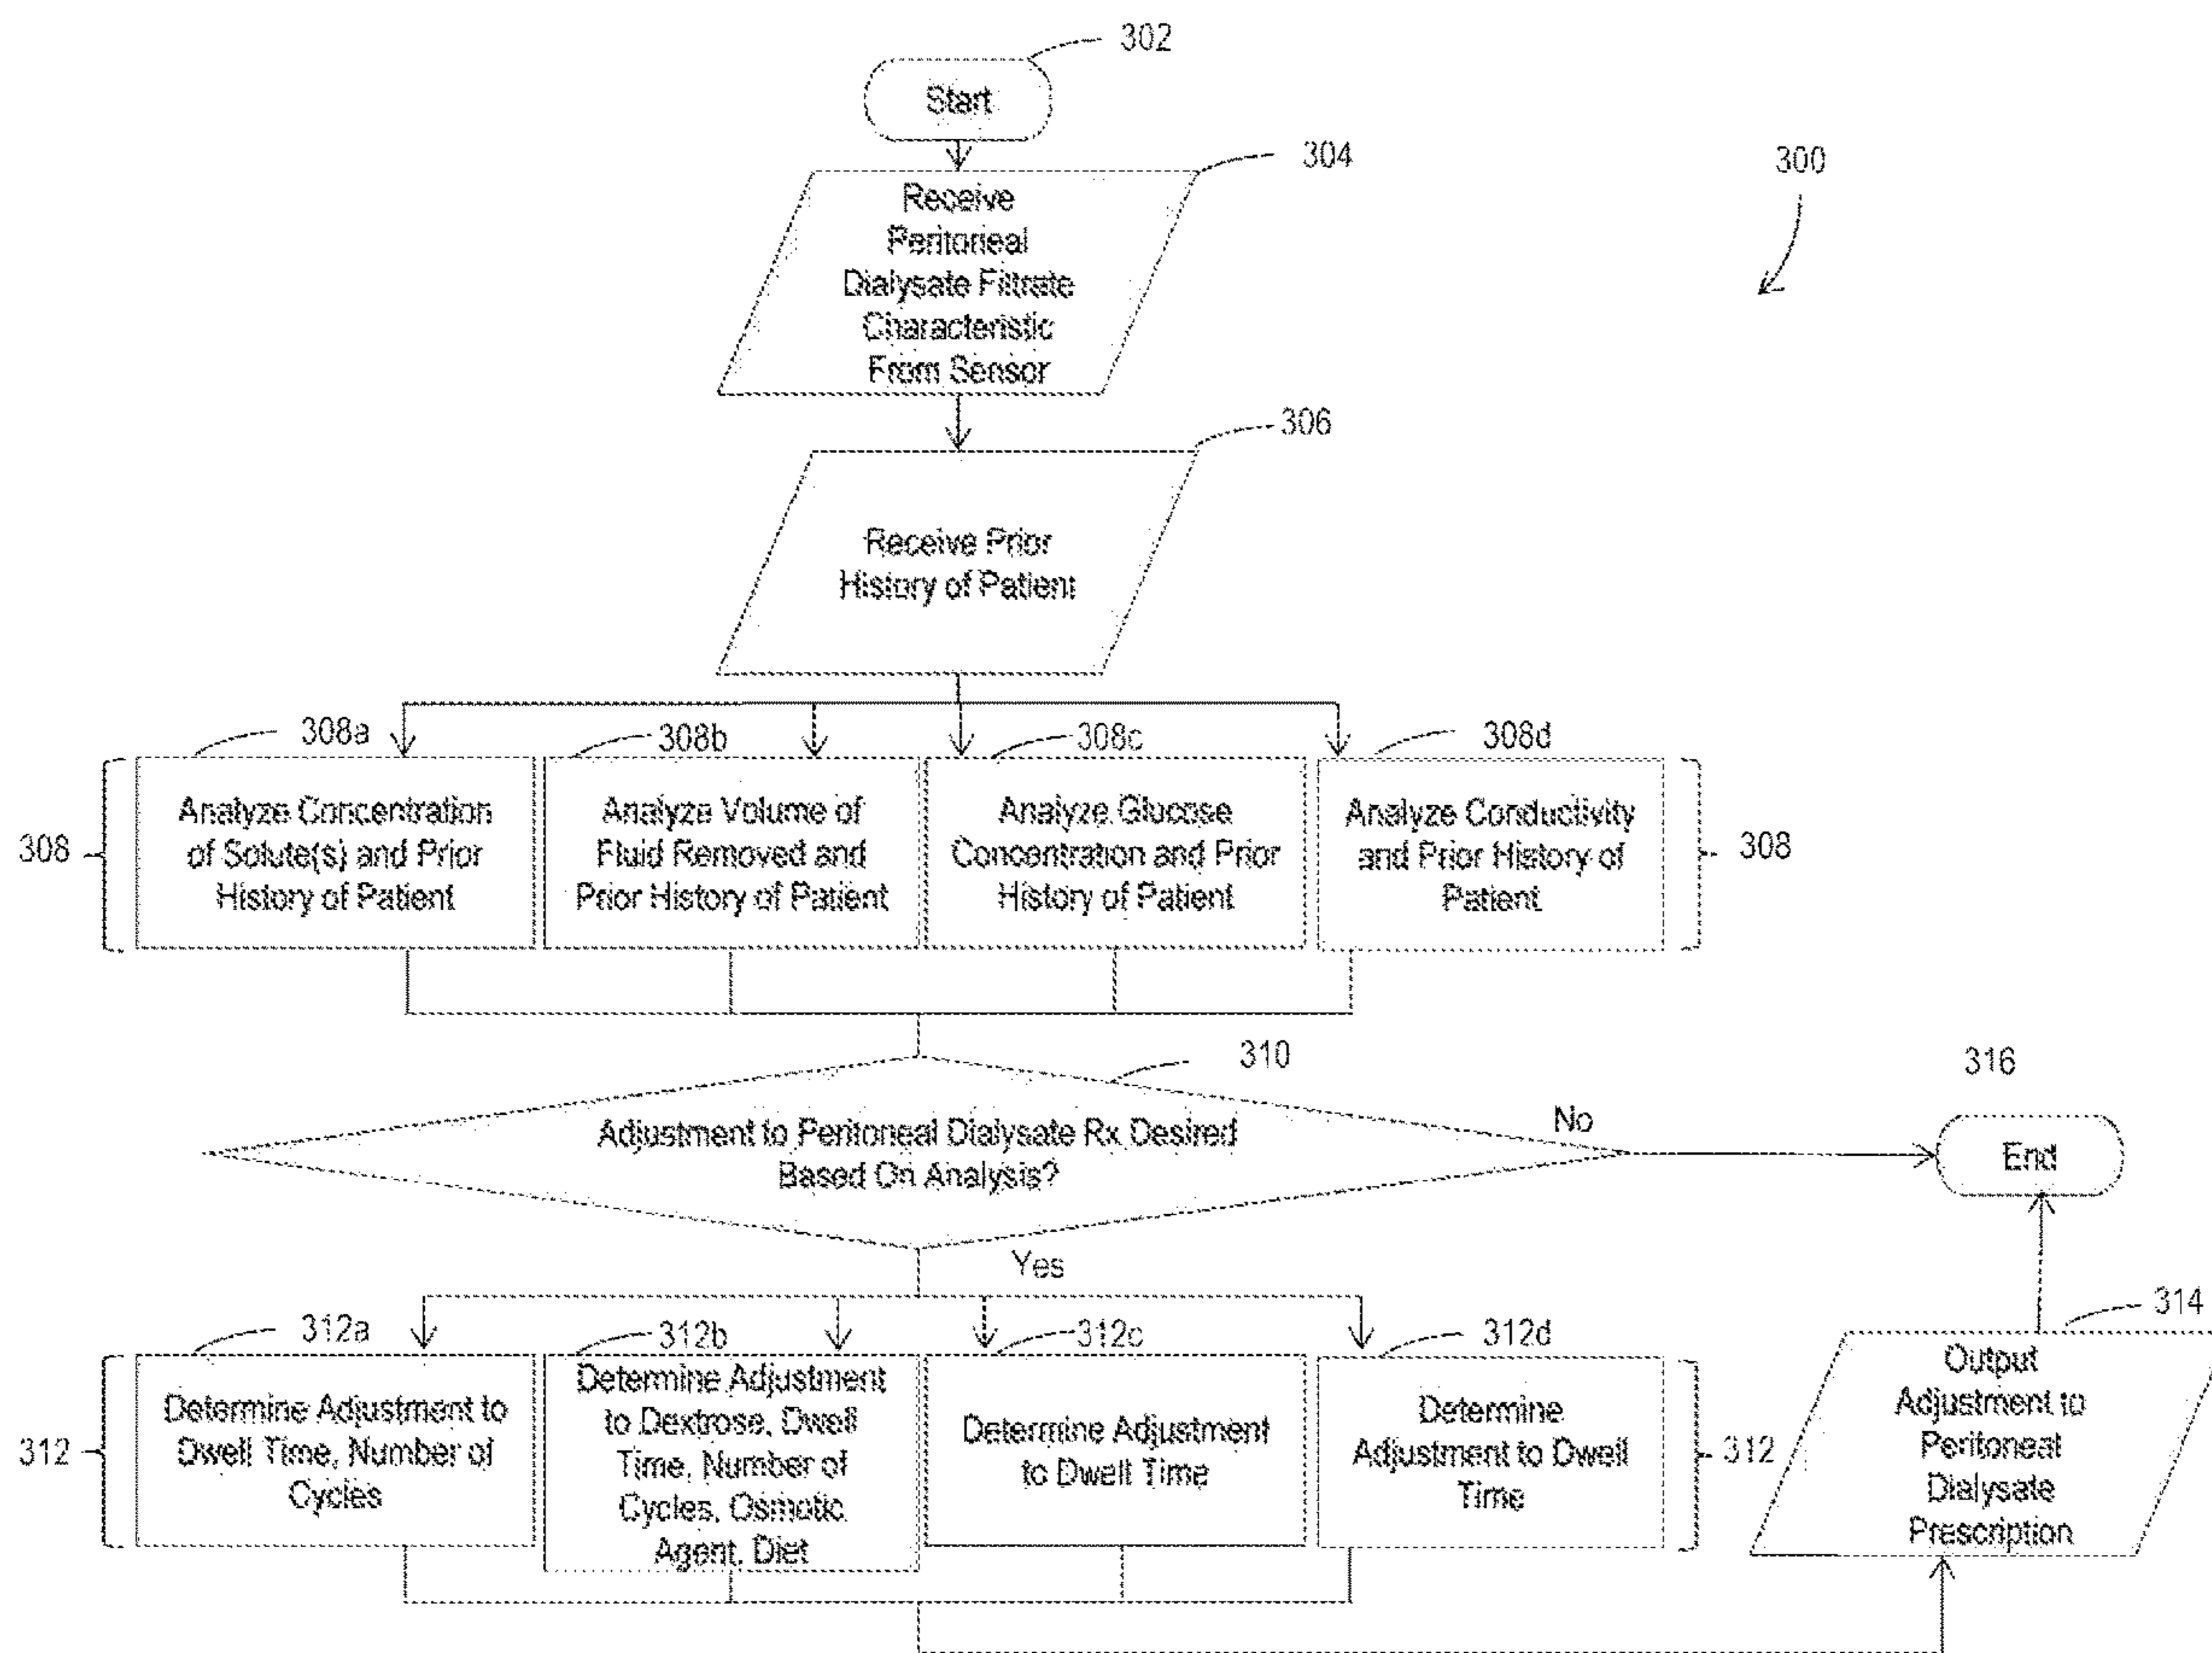 302
Start
304
300
Receive
Peritoneal
Dialysate Filtrate
Characteristic
From Sensor
306
Receive Prior
History of Patient
308a
308b
308c
308d
308
Analyze Concentration
of Solute(s) and Prior
History of Patient
Analyze Volume of
Fluid Removed and
Prior History of Patient
Analyze Glucose
Concentration and Prior
History of Patient
Analyze Conductivity
and Prior History of
Patient
308
310
316
Adjustment to Peritoneal Dialysate Rx Desired
Based On Analysis?
No
End
Yes
312a
312b
312c
312d
314
312
Determine Adjustment to
Dwell Time, Number of
Cycles
Determine Adjustment
to Dextrose, Dwell
Time, Number of
Cycles, Osmotic
Agent, Diet
Determine Adjustment
to Dwell Time
Determine
Adjustment to Dwell
Time
312
Output
Adjustment to
Peritoneal
Dialysate
Prescription